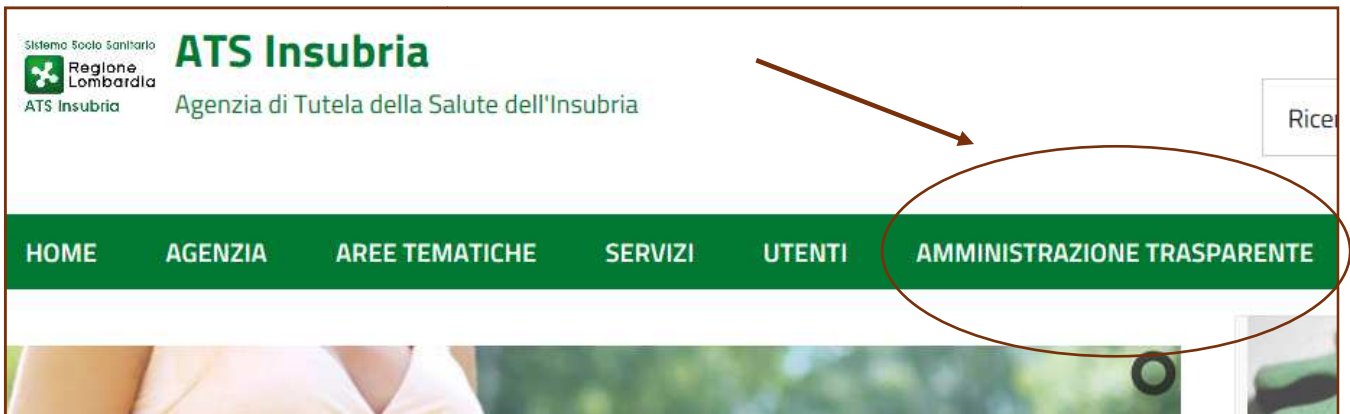 Sistema Socio Sanitario
Regione
Lombardia
ATS Insubria
ATS Insubria
Agenzia di Tutela della Salute dell'Insubria
HOME AGENZIA AREE TEMATICHE SERVIZI UTENTI AMMINISTRAZIONE TRASPARENTE